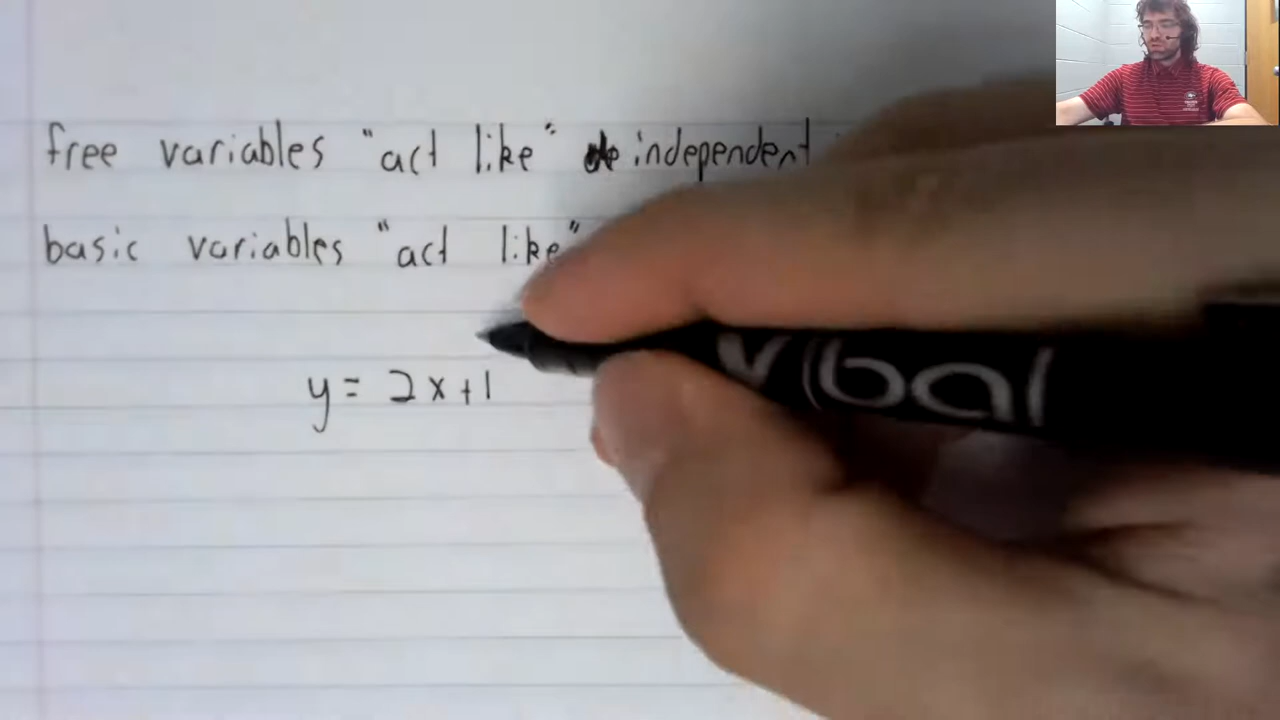 free variables "act like" independent
basic variables "act like"
y = 2x+1